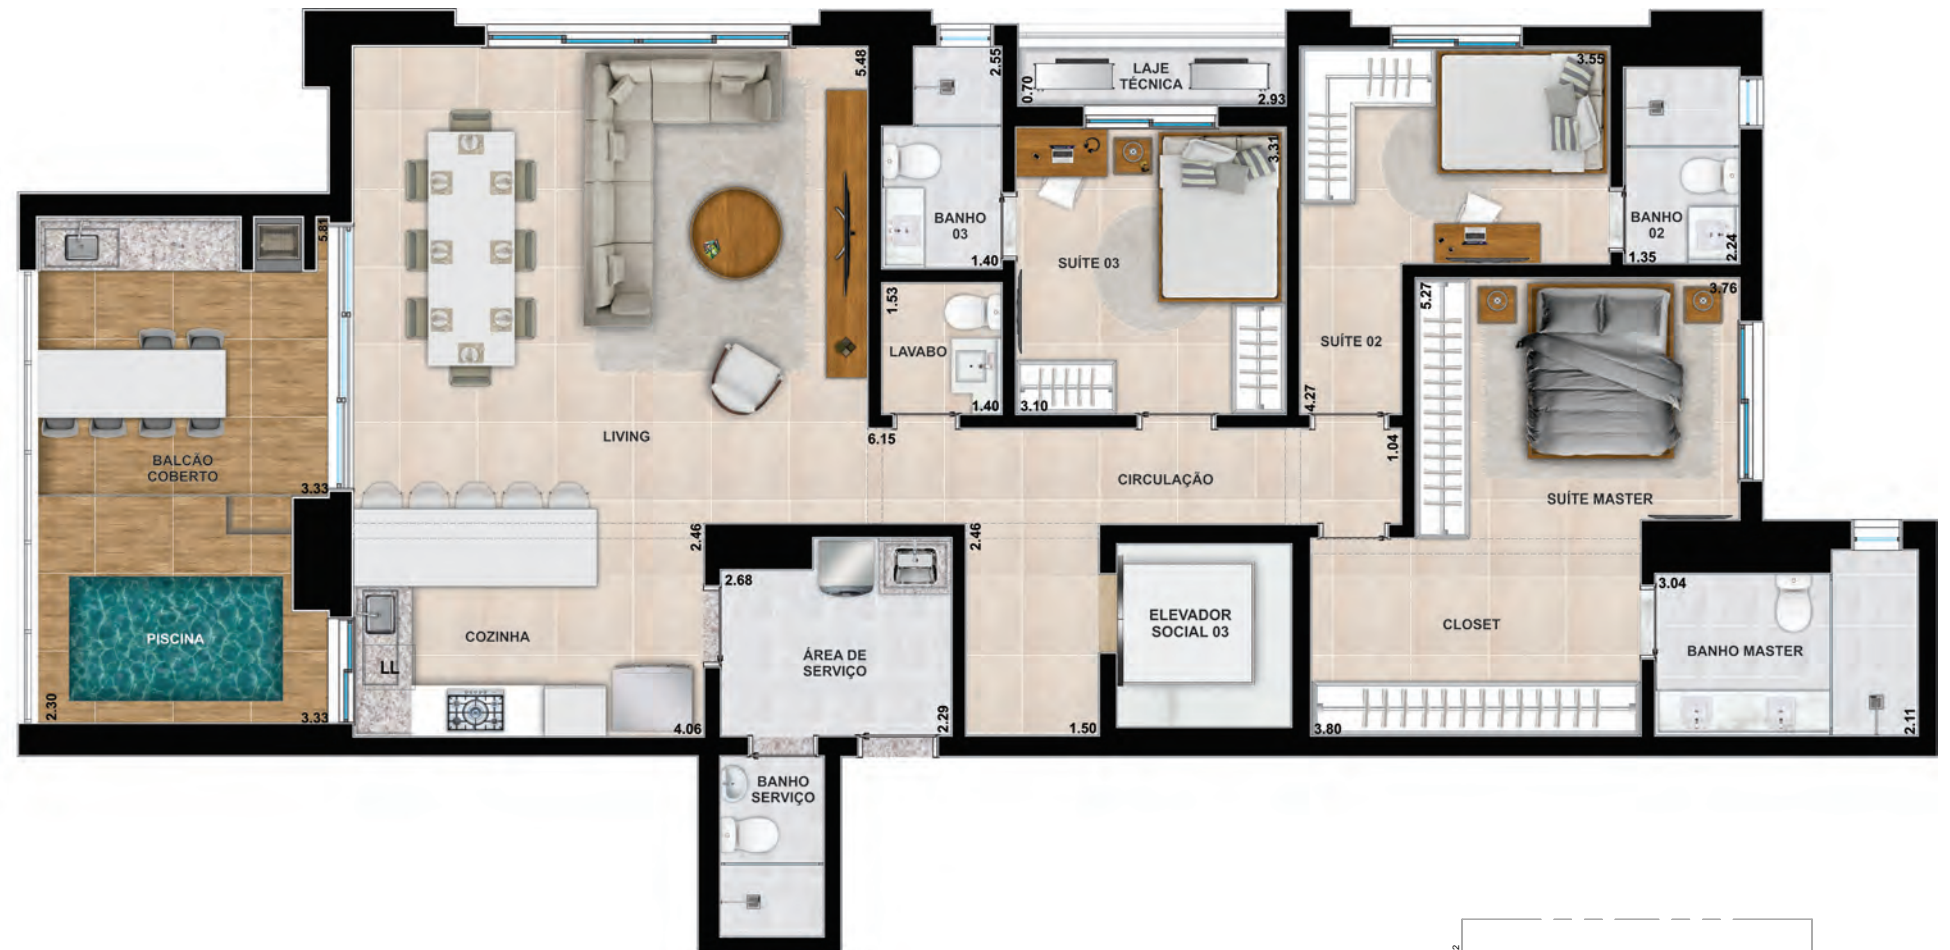 5.48
2.55
LAJE
TÉCNICA
0.70
2.93
3.55
5.81
BANHO
03
1.40
3.31
SUÍTE 03
BANHO
02
1.35
2.24
1.53
LAVABO
1.40
3.10
SUÍTE 02
4.27
5.27
3.76
LIVING
6.15
CIRCULAÇÃO
1.04
SUÍTE MASTER
BALCÃO
COBERTO
3.33
2.46
2.46
2.68
3.04
PISCINA
COZINHA
LL
ÁREA DE
SERVIÇO
ELEVADOR
SOCIAL 03
CLOSET
BANHO MASTER
2.30
3.33
4.06
2.29
1.50
3.80
2.11
BANHO
SERVIÇO
2